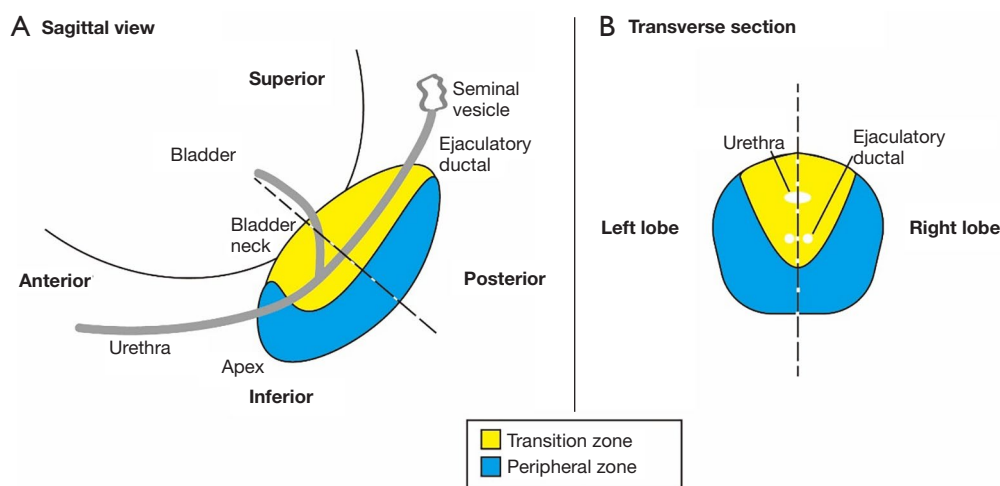 A Sagittal view
Superior
Seminal
vesicle
Bladder
Ejaculatory
ductal
Bladder
neck
Anterior
Posterior
Urethra
Apex
Inferior
B Transverse section
Urethra
Ejaculatory
ductal
Left lobe
Right lobe
Transition zone
Peripheral zone